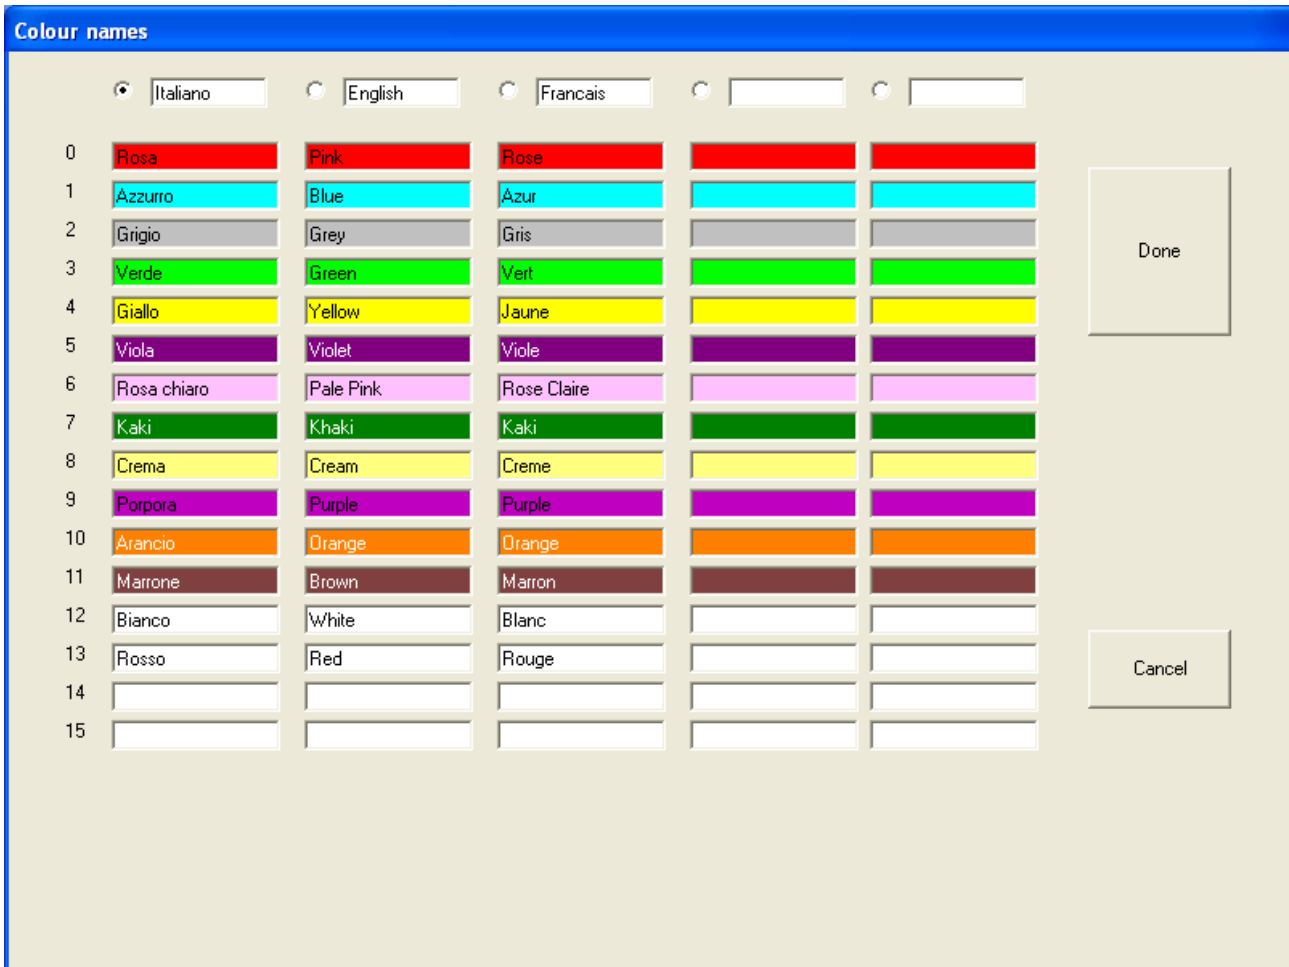 Colour names
Italiano English Francais
0 Rosa Pink Rose
1 Azzurro Blue Azur
2 Grigio Grey Gris
3 Verde Green Vert
Done
4 Giallo Yellow Jaune
5 Viola Violet Viole
6 Rosa chiaro Pale Pink Rose Claire
7 Kaki Khaki Kaki
8 Crema Cream Creme
9 Porpora Purple Purple
10 Arancio Orange Orange
11 Marrone Brown Marron
12 Bianco White Blanc
13 Rosso Red Rouge
Cancel
14
15